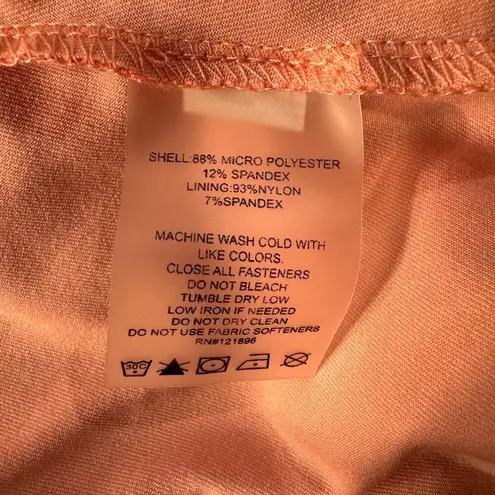 SHELL:88% MICRO POLYESTER
12% SPANDEX
LINING:93%NYLON
7%SPANDEX
MACHINE WASH COLD WITH
LIKE COLORS.
CLOSE ALL FASTENERS
DO NOT BLEACH
TUMBLE DRY LOW
LOW IRON IF NEEDED
DO NOT DRY CLEAN
DO NOT USE FABRIC SOFTENERS
RN#121896
30C